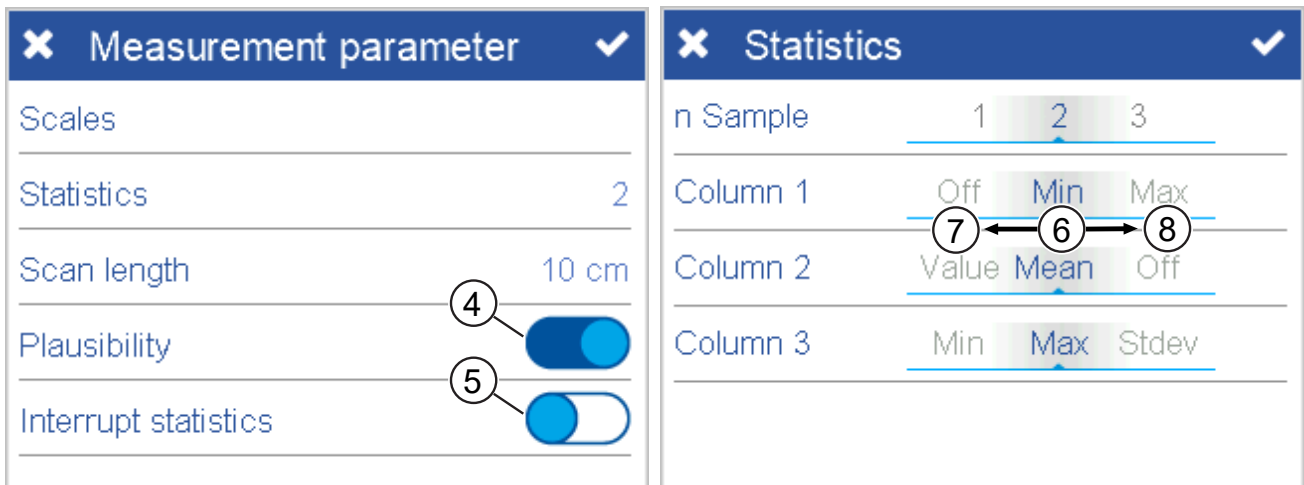 Measurement parameter
Scales
Statistics 2
Scan length 10 cm
4
Plausibility
5
Interrupt statistics
Statistics
n Sample 1 2 3
Column 1 Off Min Max
7 6 8
Column 2 Value Mean Off
Column 3 Min Max Stdev